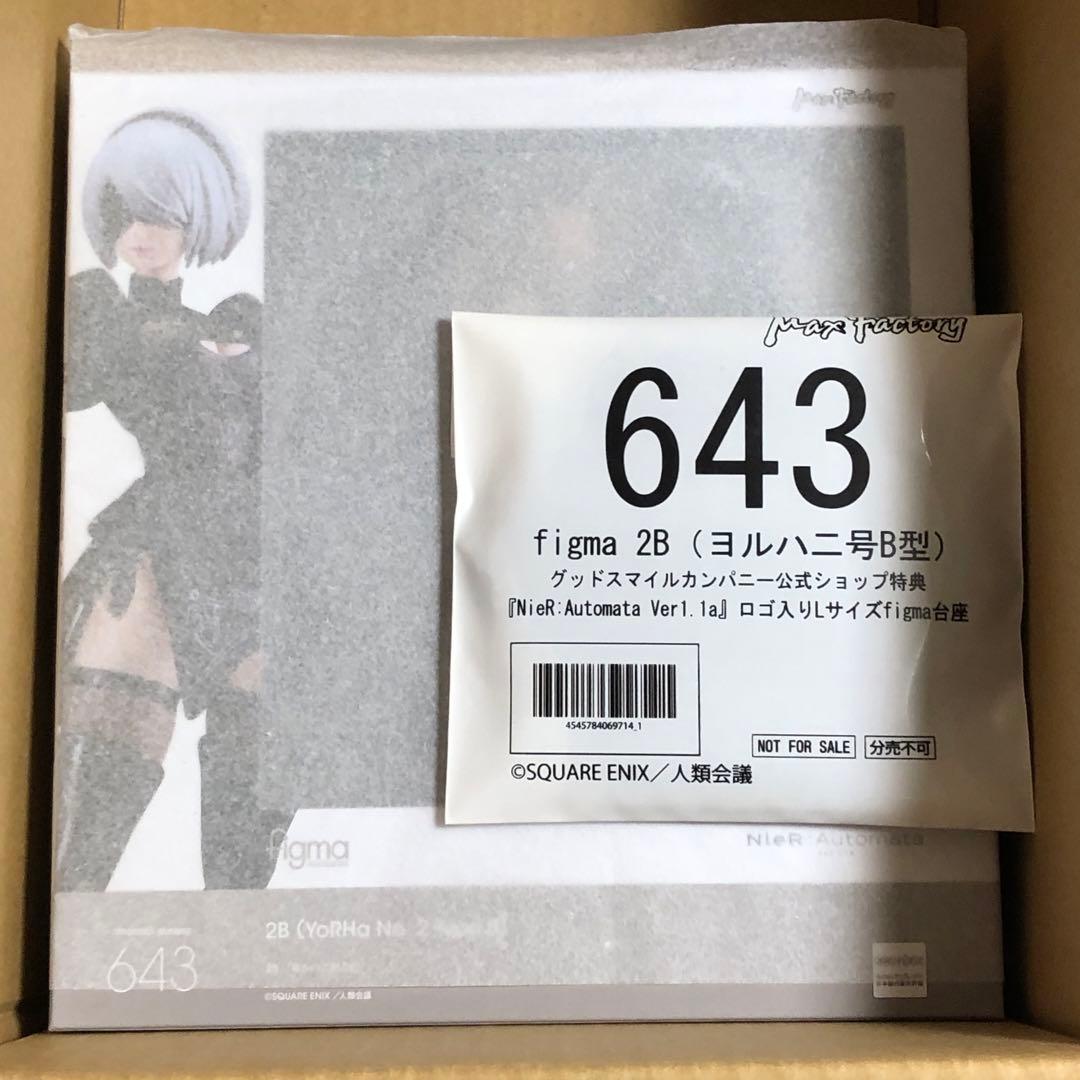 Max Factory
Max Factory
643
figma 2B (ヨルハ二号B型)
グッドスマイルカンパニー公式ショップ特典
『NieR:Automata Ver1.1a』ロゴ入りLサイズfigma台座
4545784069714_1
NOT FOR SALE
分売不可
©SQUARE ENIX／人類会議
figma
NieR:Automata
2B (YoRHa No. 2
643
©SQUARE ENIX／人類会議